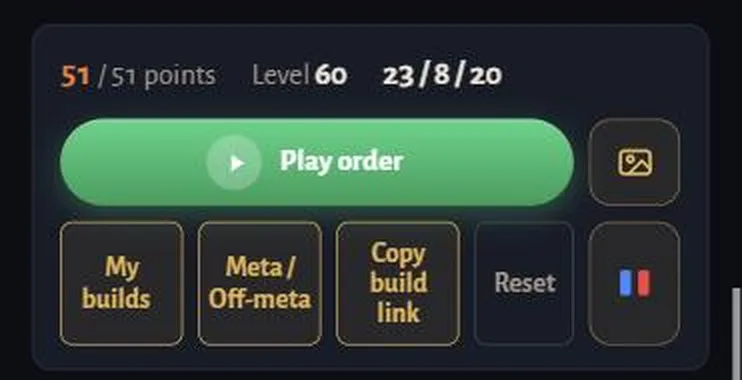 51 / 51 points Level 60 23 / 8 / 20
Play order
My
builds
Meta /
Off-meta
Copy
build
link
Reset